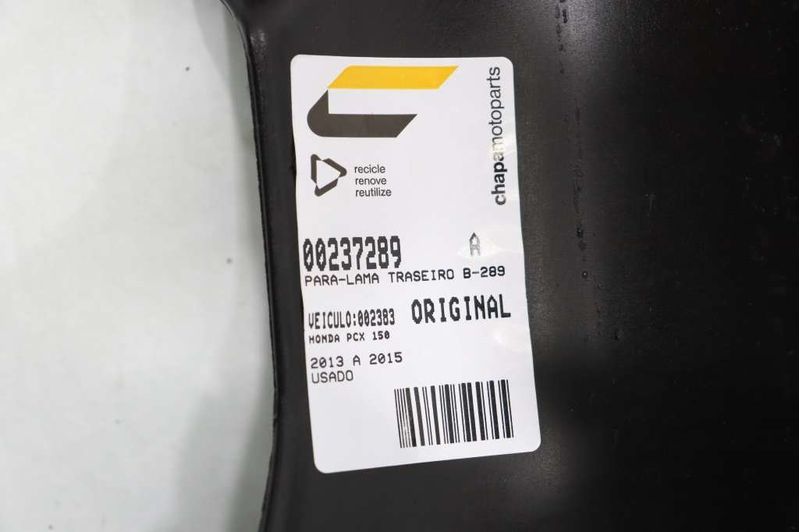 chapamotoparts
recicle
renove
reutilize
00237289 A
PARA-LAMA TRASEIRO B-289
VEICULO:002383 ORIGINAL
HONDA PCX 150
2013 A 2015
USADO